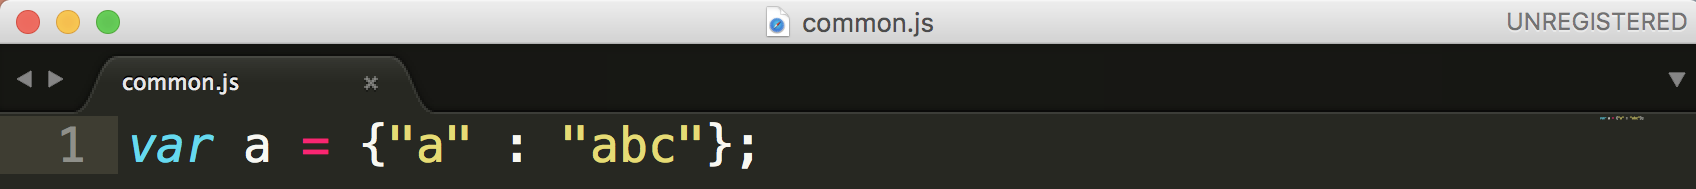 common.js
UNREGISTERED
common.js
1 var a = {"a" : "abc"};